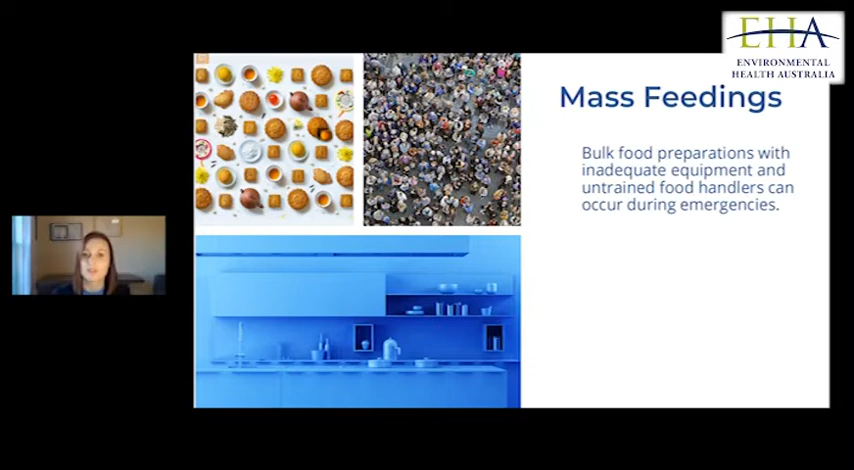 EHA
ENVIRONMENTAL
HEALTH AUSTRALIA
Mass Feedings
Bulk food preparations with
inadequate equipment and
untrained food handlers can
occur during emergencies.